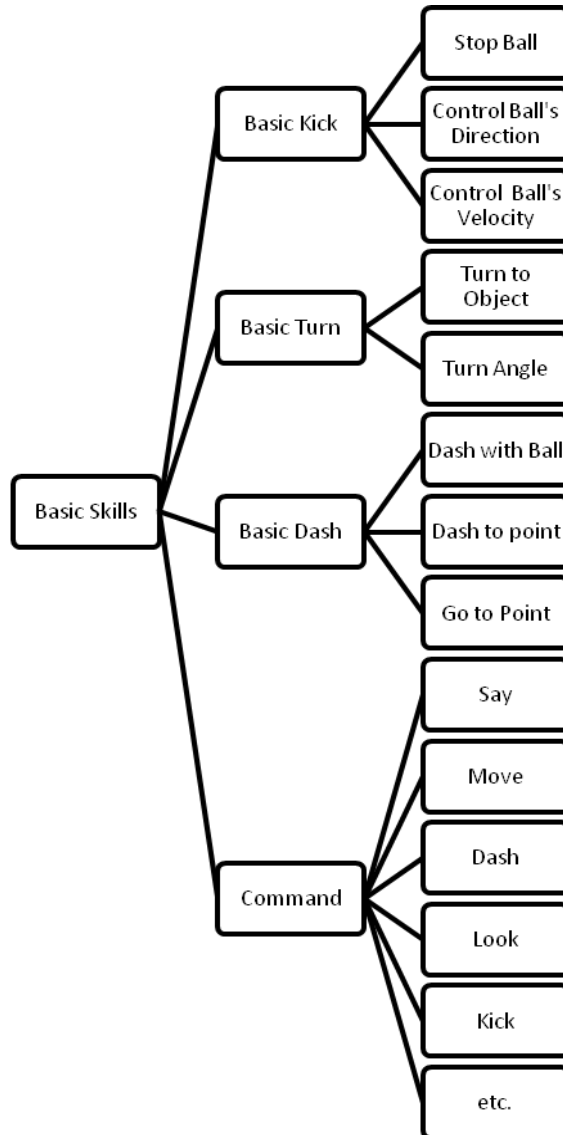 Stop Ball
Basic Kick
Control Ball's
Direction
Control Ball's
Velocity
Turn to
Object
Basic Turn
Turn Angle
Dash with Ball
Basic Skills
Basic Dash
Dash to point
Go to Point
Say
Move
Dash
Command
Look
Kick
etc.